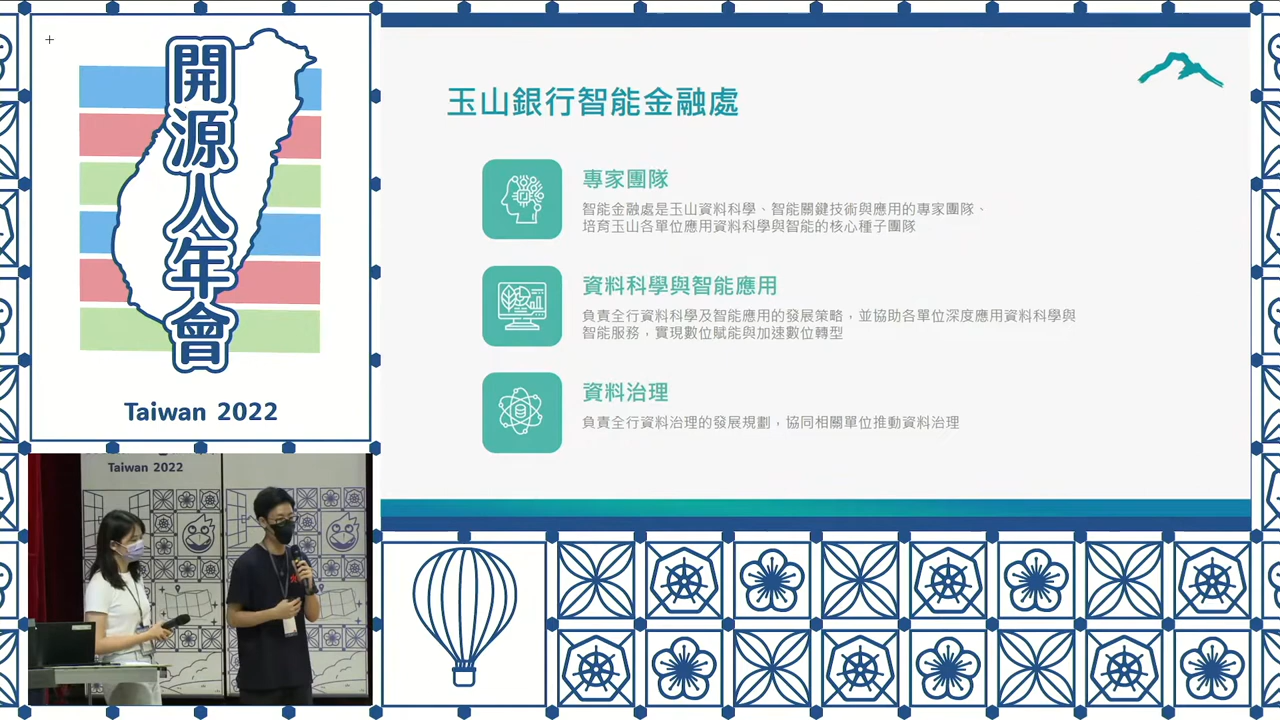 開源人年會
Taiwan 2022
玉山銀行智能金融處
專家團隊
智能金融處是玉山資料科學、智能關鍵技術與應用的專家團隊、
培育玉山各單位應用資料科學與智能的核心種子團隊
資料科學與智能應用
負責全行資料科學及智能應用的發展策略，並協助各單位深度應用資料科學與
智能服務，實現數位賦能與加速數位轉型
資料治理
負責全行資料治理的發展規劃，協同相關單位推動資料治理
Taiwan 2022